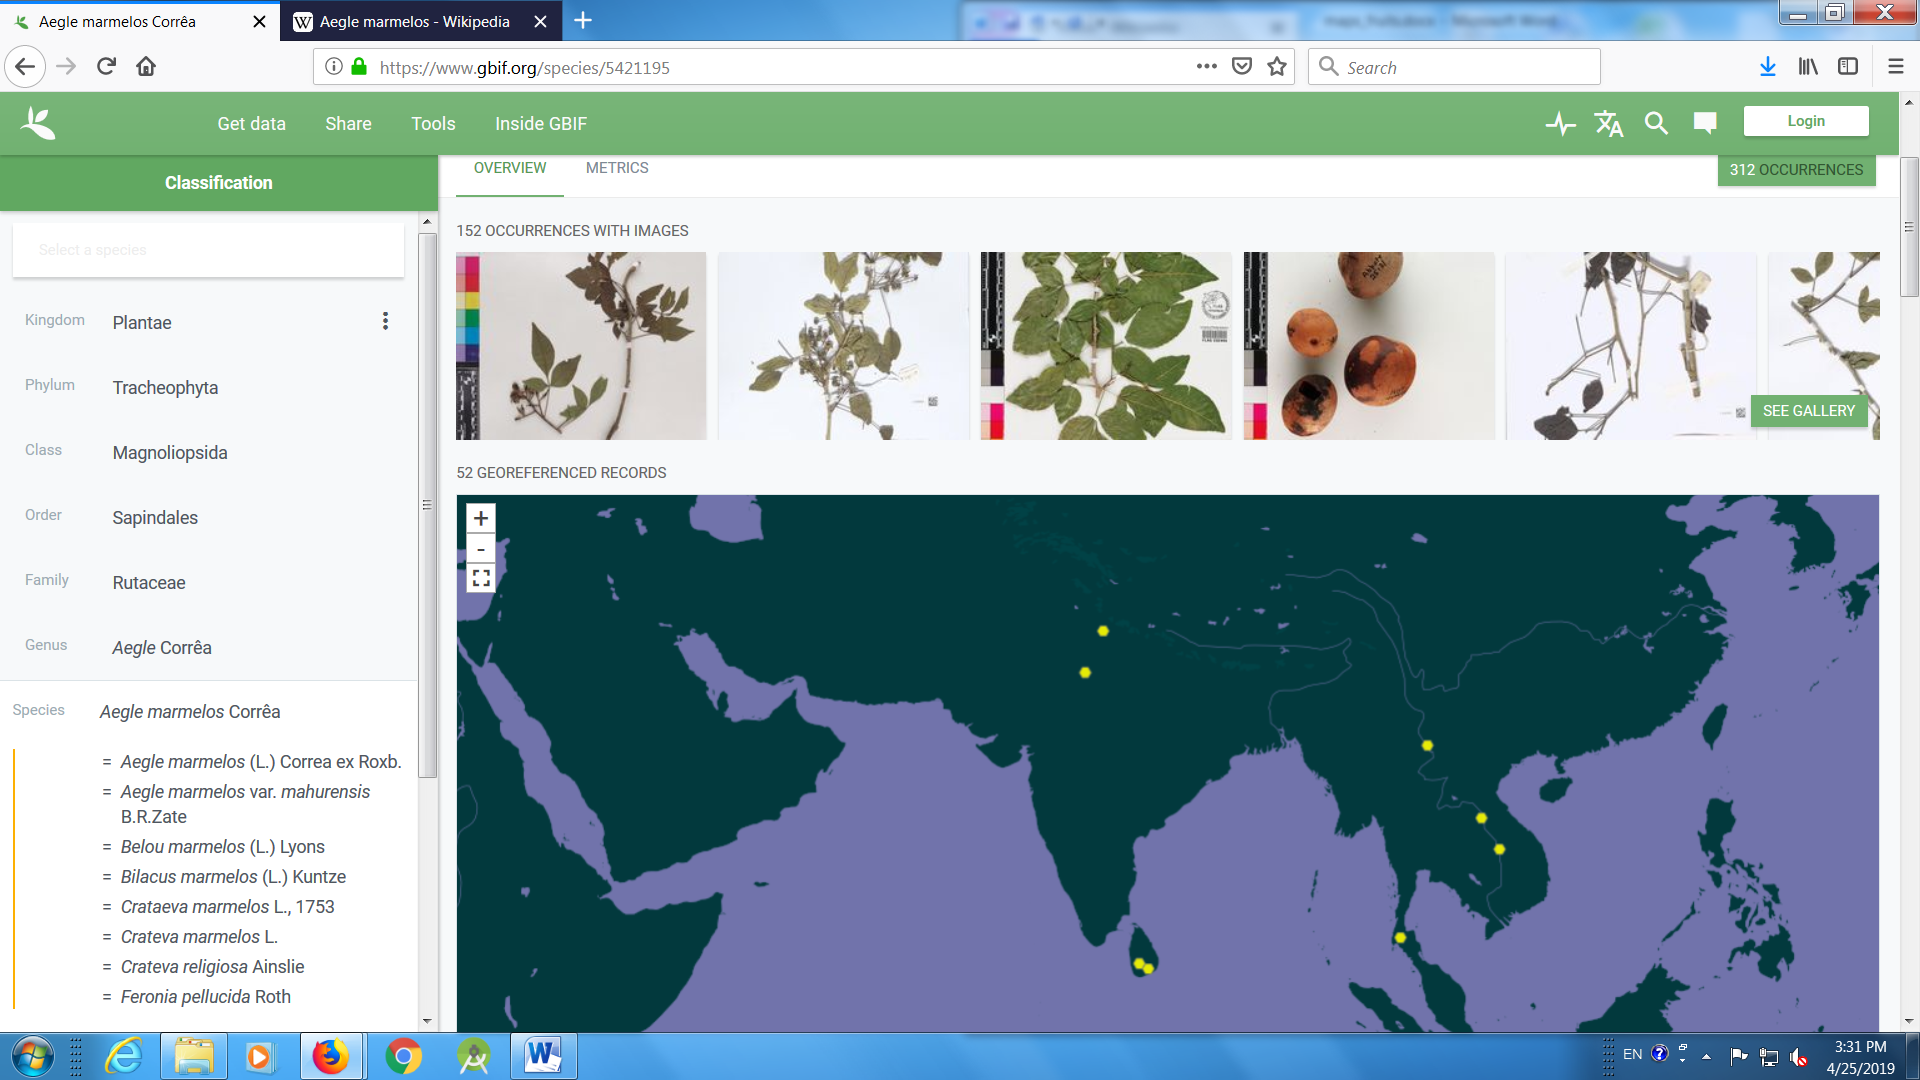 Aegle marmelos Corrêa
Aegle marmelos - Wikipedia
https://www.gbif.org/species/5421195
Search
Get data
Share
Tools
Inside GBIF
Login
Classification
OVERVIEW
METRICS
312 OCCURRENCES
Select a species
Kingdom Plantae
Phylum Tracheophyta
Class Magnoliopsida
Order Sapindales
Family Rutaceae
Genus Aegle Corrêa
Species Aegle marmelos Corrêa
= Aegle marmelos (L.) Correa ex Roxb.
= Aegle marmelos var. mahurensis
B.R.Zate
= Belou marmelos (L.) Lyons
= Bilacus marmelos (L.) Kuntze
= Crataeva marmelos L., 1753
= Crateva marmelos L.
= Crateva religiosa Ainslie
= Feronia pellucida Roth
152 OCCURRENCES WITH IMAGES
SEE GALLERY
52 GEOREFERENCED RECORDS
+
-
EN
3:31 PM
4/25/2019